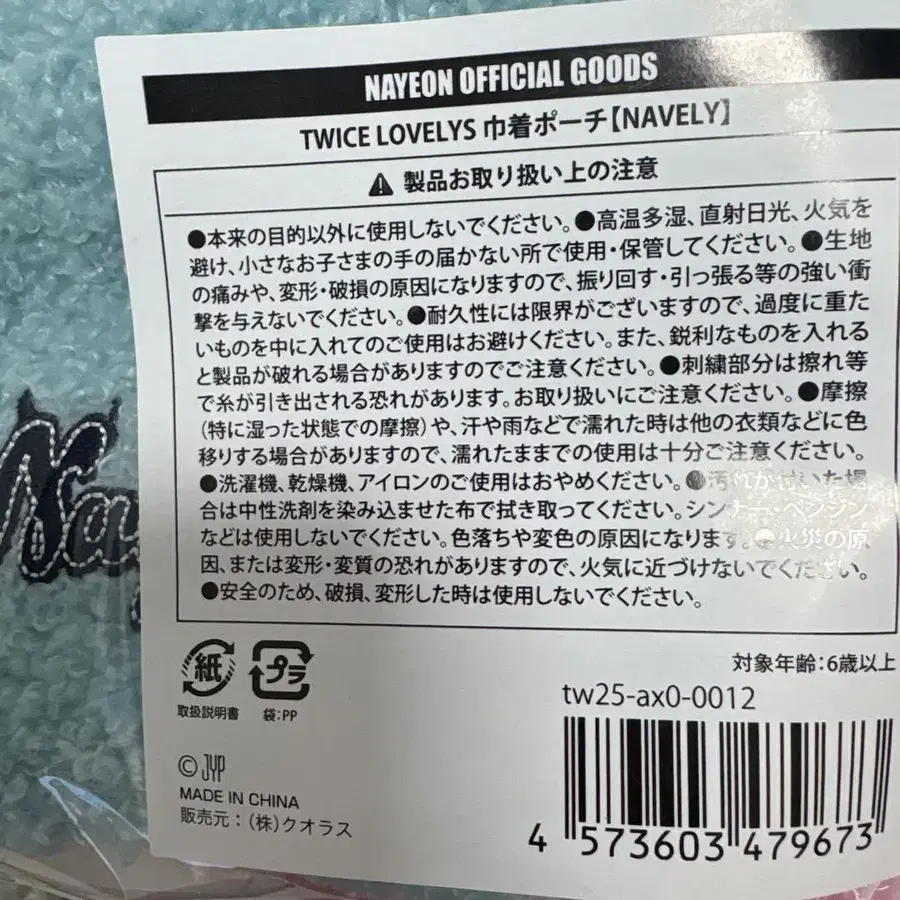 NAYEON OFFICIAL GOODS
TWICE LOVELYS 巾着ポーチ【NAVELY】
製品お取り扱い上の注意
●本来の目的以外に使用しないでください。●高温多湿、直射日光、火気を
避け、小さなお子さまの手の届かない所で使用・保管してください。●生地
の痛みや、変形・破損の原因になりますので、振り回す・引っ張る等の強い衝
撃を与えないでください。●耐久性には限界がございますので、過度に重た
いものを中に入れてのご使用はお避けください。また、鋭利なものを入れる
と製品が破れる場合がありますのでご注意ください。●刺繍部分は擦れ等
で糸が引き出される恐れがあります。お取り扱いにご注意ください。●摩擦
(特に湿った状態での摩擦)や、汗や雨などで濡れた時は他の衣類などに色
移りする場合がありますので、濡れたままでの使用は十分ご注意ください。
●洗濯機、乾燥機、アイロンのご使用はおやめください。●汚れが付いた場
合は中性洗剤を染み込ませた布で拭き取ってください。シンナー・ベンジン
などは使用しないでください。色落ちや変色の原因になります。●火災の原
因、または変形・変質の恐れがありますので、火気に近づけないでください。
●安全のため、破損、変形した時は使用しないでください。
紙
プラ
取扱説明書
袋:PP
対象年齢:6歳以上
tw25-ax0-0012
© JYP
MADE IN CHINA
販売元:(株)クオラス
4 573603 479673